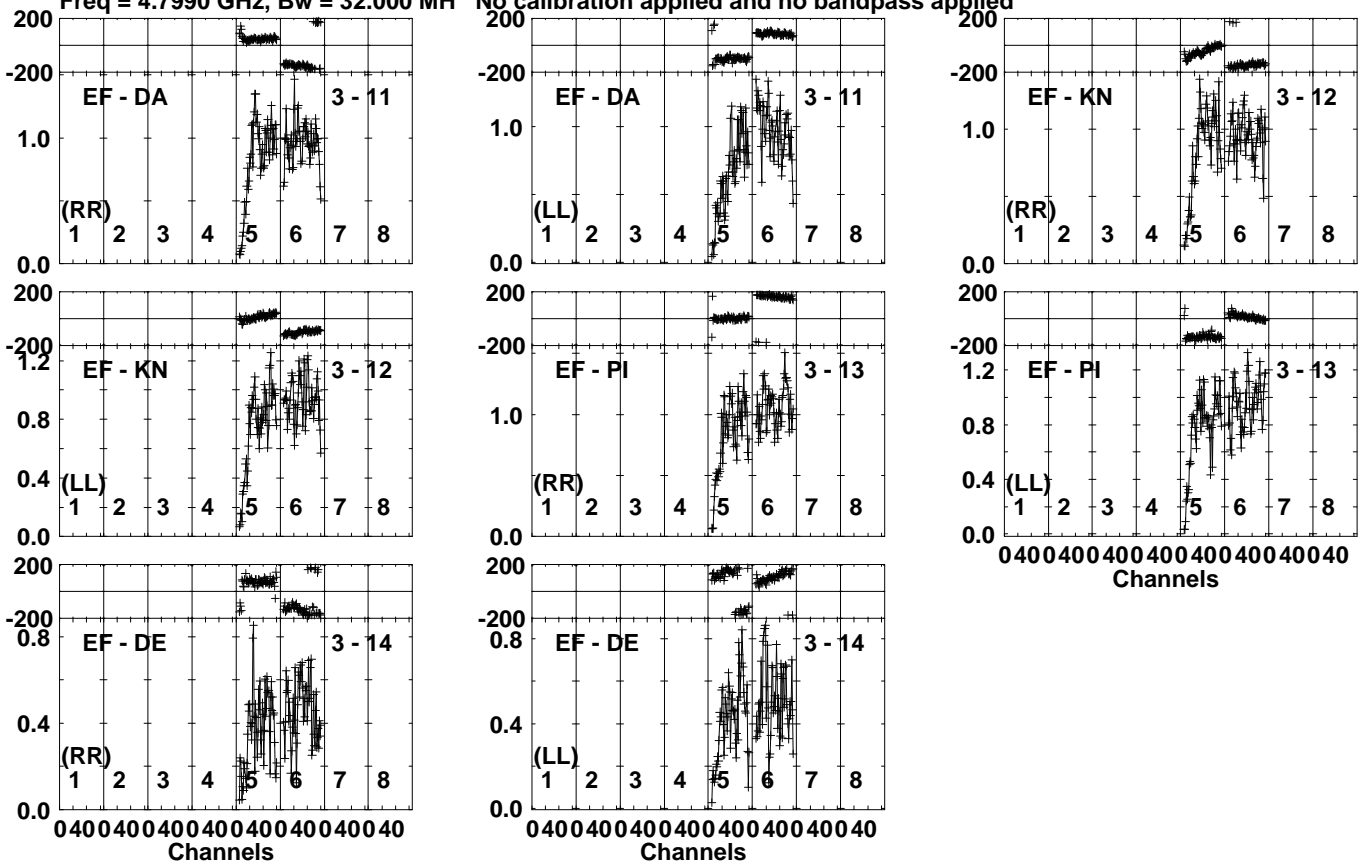 Freq = 4.7990 GHz, Bw = 32.000 MH No calibration applied and no bandpass applied
200 200 200
-200 -200 -200
EF - DA 3 - 11 EF - DA 3 - 11 EF - KN 3 - 12
1.0 1.0 1.0
(RR) (LL) (RR)
1 2 3 4 5 6 7 8 1 2 3 4 5 6 7 8 1 2 3 4 5 6 7 8
0.0 0.0 0.0
200 200 200
-200 -200 -200
1.2 EF - KN 3 - 12 EF - PI 3 - 13 1.2 EF - PI 3 - 13
0.8 1.0 0.8
0.4 0.4
(LL) (RR) (LL)
1 2 3 4 5 6 7 8 1 2 3 4 5 6 7 8 1 2 3 4 5 6 7 8
0.0 0.0 0.0
0 40 0 40 0 40 0 40 0 40 0 40 0 40 0 40
Channels
200 200
-200 -200
0.8 EF - DE 3 - 14 0.8 EF - DE 3 - 14
0.4 0.4
(RR) (LL)
1 2 3 4 5 6 7 8 1 2 3 4 5 6 7 8
0.0 0.0
0 40 0 40 0 40 0 40 0 40 0 40 0 40 0 40 0 40 0 40 0 40 0 40 0 40 0 40 0 40 0 40
Channels Channels